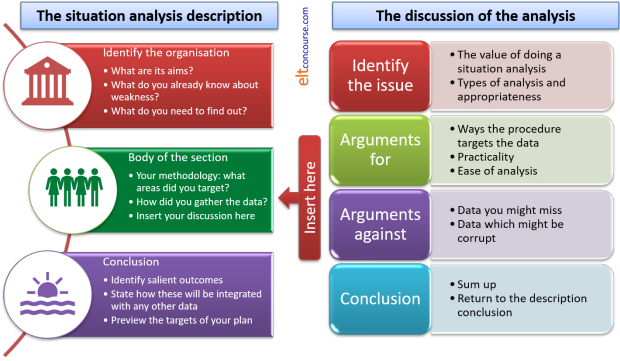 The situation analysis description
Identify the organisation
• What are its aims?
• What do you already know about
weakness?
• What do you need to find out?
Body of the section
• Your methodology: what
areas did you target?
• How did you gather the data?
• Insert your discussion here
Conclusion
• Identify salient outcomes
• State how these will be integrated
with any other data
• Preview the targets of your plan
eltconcourse.com
Insert here
The discussion of the analysis
Identify
the issue
• The value of doing a
situation analysis
• Types of analysis and
appropriateness
Arguments
for
• Ways the procedure
targets the data
• Practicality
• Ease of analysis
Arguments
against
• Data you might miss
• Data which might be
corrupt
Conclusion
• Sum up
• Return to the description
conclusion